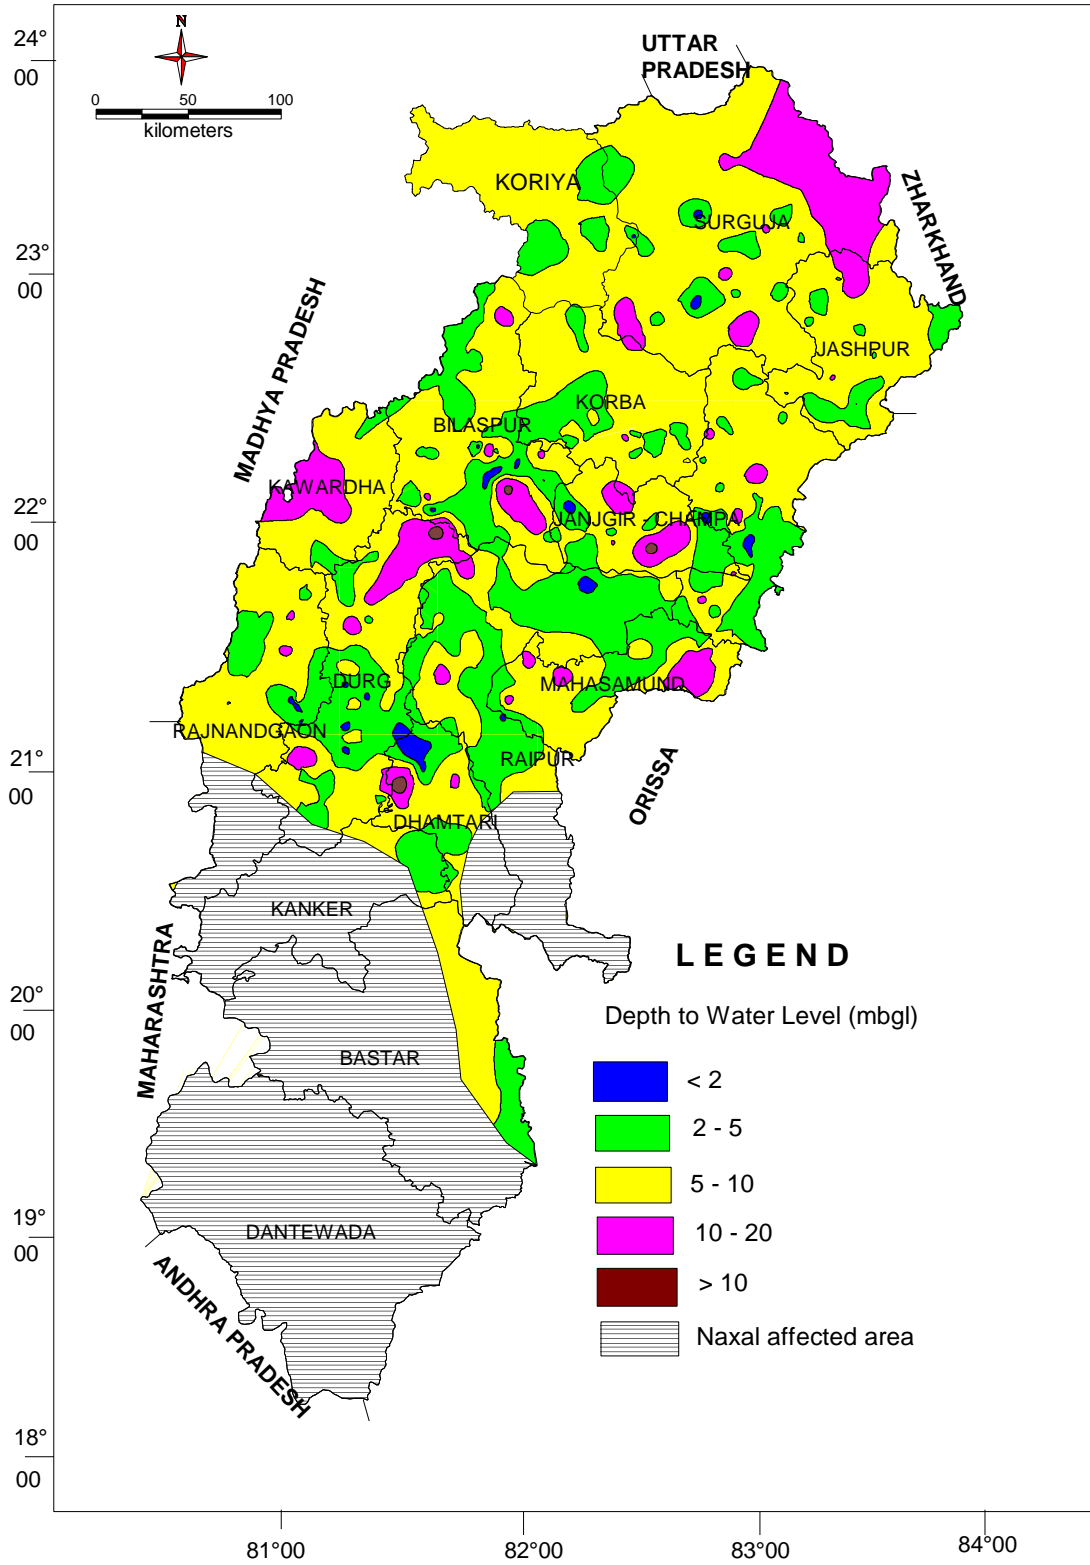 24°
00
N
0 50 100
kilometers
UTTAR
PRADESH
KORIYA
SURGUJA
ZHARKHAND
23°
00
MADHYA PRADESH
JASHPUR
KORBA
BILASPUR
KAWARDHA
22°
00
JANJGIR - CHAMPA
DURG
MAHASAMUND
RAJNANDGAON
RAIPUR
21°
00
ORISSA
DHAMTARI
KANKER
MAHARASHTRA
LEGEND
20°
00
Depth to Water Level (mbgl)
BASTAR
< 2
2 - 5
5 - 10
19°
00
DANTEWADA
10 - 20
> 10
ANDHRA PRADESH
Naxal affected area
18°
00
81°00 82°00 83°00 84°00